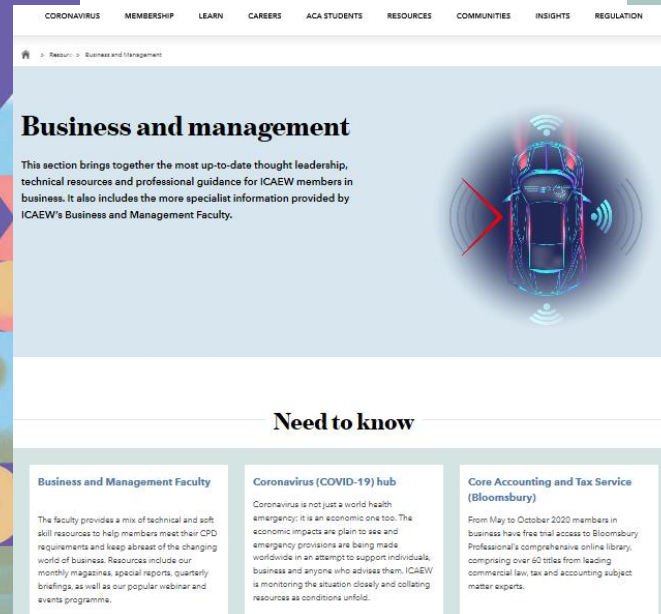 CORONAVIRUS MEMBERSHIP LEARN CAREERS ACA STUDENTS RESOURCES COMMUNITIES INSIGHTS REGULATION
> Resourc > Business and Management
Business and management
This section brings together the most up-to-date thought leadership,
technical resources and professional guidance for ICAEW members in
business. It also includes the more specialist information provided by
ICAEW's Business and Management Faculty.
Need to know
Business and Management Faculty
The faculty provides a mix of technical and soft
skill resources to help members meet their CPD
requirements and keep abreast of the changing
world of business. Resources include our
monthly magazines, special reports, quarterly
briefings, as well as our popular webinar and
events programme.
Coronavirus (COVID-19) hub
Coronavirus is not just a world health
emergency; it is an economic one too. The
economic impacts are plain to see and
emergency provisions are being made
worldwide in an attempt to support individuals,
business and anyone who advises them. ICAEW
is monitoring the situation closely and collating
resources as conditions unfold.
Core Accounting and Tax Service
(Bloomsbury)
From May to October 2020 members in
business have free trial access to Bloomsbury
Professional's comprehensive online library,
comprising over 60 titles from leading
commercial law, tax and accounting subject
matter experts.